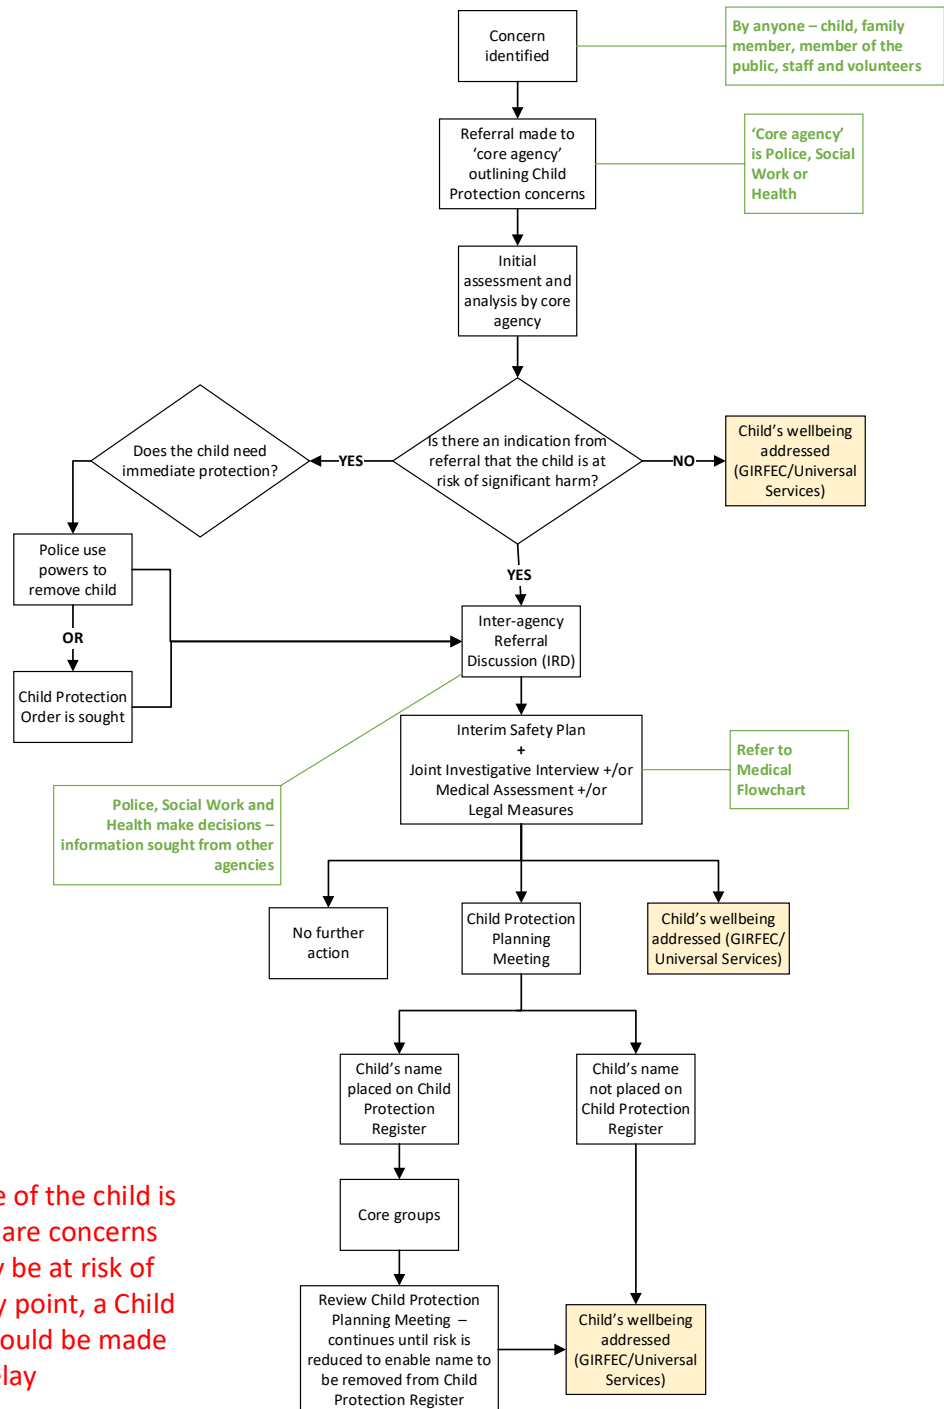 Concern
identified
By anyone – child, family
member, member of the
public, staff and volunteers
Referral made to
‘core agency’
outlining Child
Protection concerns
‘Core agency’
is Police, Social
Work or
Health
Initial
assessment and
analysis by core
agency
Does the child need
immediate protection?
YES
Is there an indication from
referral that the child is at
risk of significant harm?
NO
Child’s wellbeing
addressed
(GIRFEC/Universal
Services)
Police use
powers to
remove child
YES
OR
Inter-agency
Referral
Discussion (IRD)
Child Protection
Order is sought
Interim Safety Plan
+
Joint Investigative Interview +/or
Medical Assessment +/or
Legal Measures
Refer to
Medical
Flowchart
Police, Social Work and
Health make decisions –
information sought from other
agencies
No further
action
Child Protection
Planning
Meeting
Child’s wellbeing
addressed (GIRFEC/
Universal Services)
Child’s name
placed on Child
Protection
Register
Child’s name
not placed on
Child Protection
Register
Core groups
e of the child is
are concerns
y be at risk of
y point, a Child
ould be made
elay
Review Child Protection
Planning Meeting –
continues until risk is
reduced to enable name to
be removed from Child
Protection Register
Child’s wellbeing
addressed
(GIRFEC/Universal
Services)